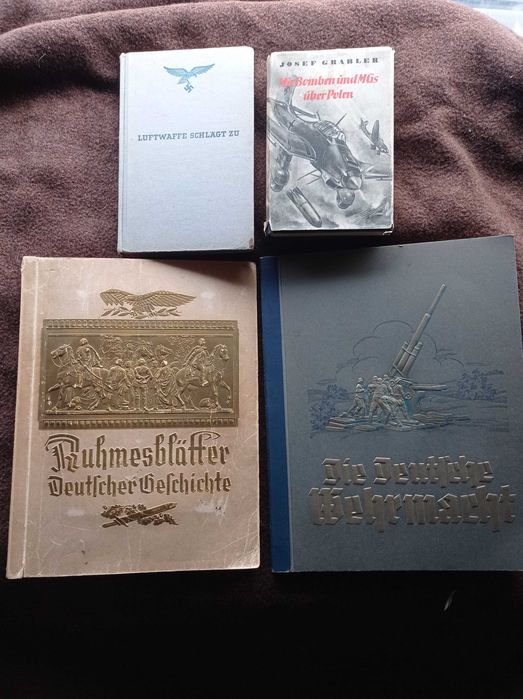 LUFTWAFFE SCHLÄGT ZU
JOSEF GRABLER
Mit Bomben und MGs
über Polen
Ruhmesblätter
Deutscher Geschichte
Die Deutsche
Wehrmacht